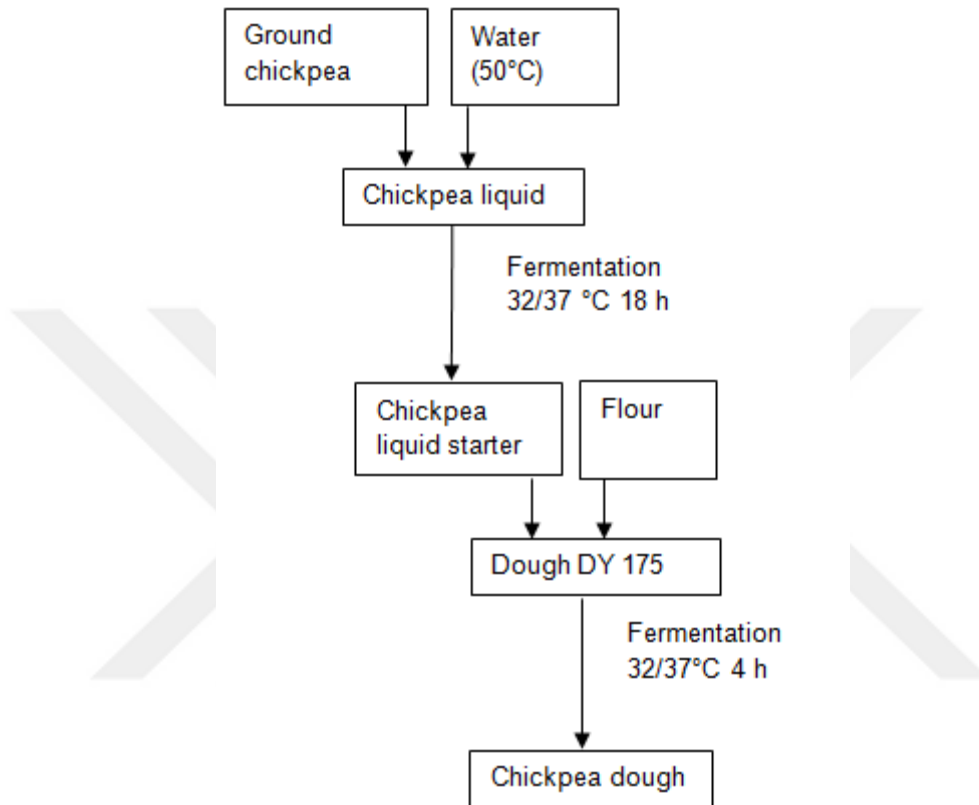 Ground
chickpea
Water
(50°C)
Chickpea liquid
Fermentation
32/37 °C 18 h
Chickpea
liquid starter
Flour
Dough DY 175
Fermentation
32/37°C 4 h
Chickpea dough